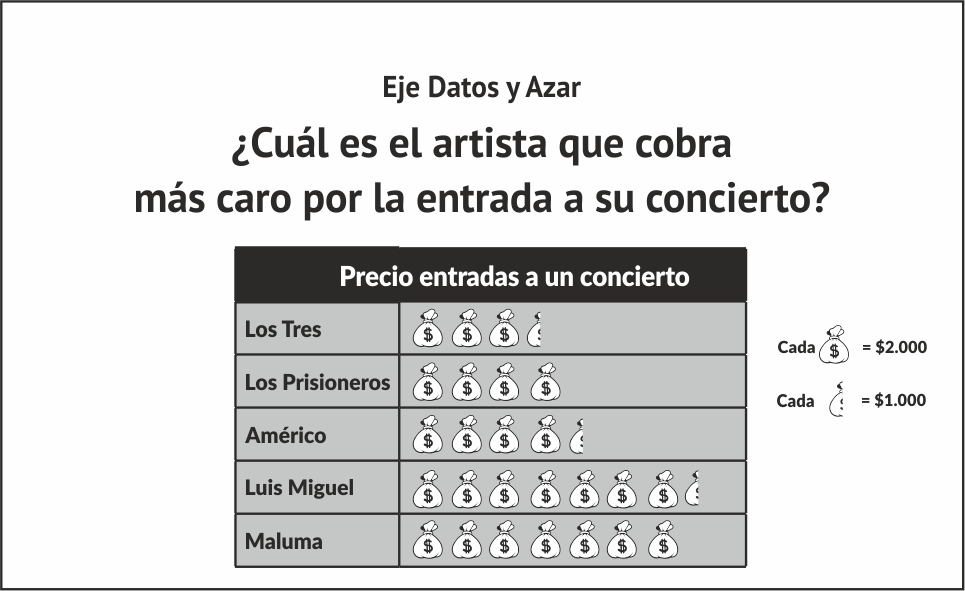 Eje Datos y Azar
¿Cuál es el artista que cobra
más caro por la entrada a su concierto?
Precio entradas a un concierto
Los Tres $ $ $ $
Los Prisioneros $ $ $ $
Américo $ $ $ $ $
Luis Miguel $ $ $ $ $ $ $ $
Maluma $ $ $ $ $ $ $
Cada $ = $2.000
Cada $ = $1.000